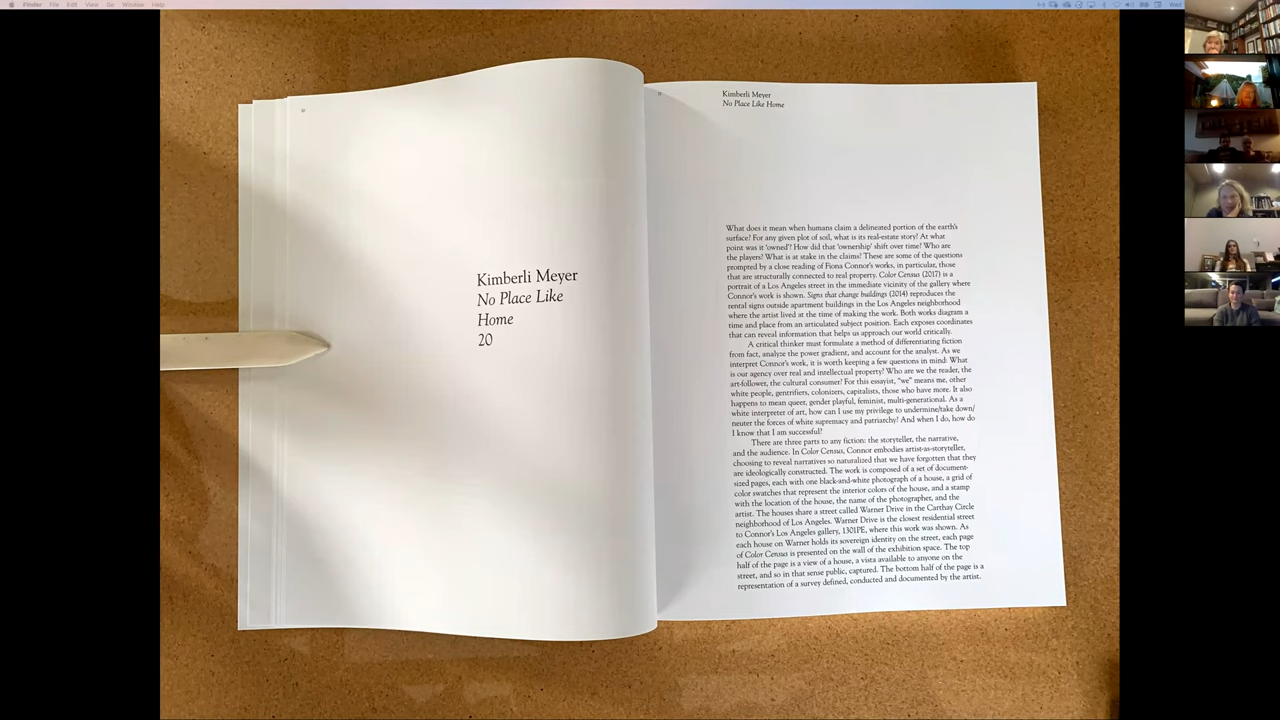 Finder File Edit View Go Window Help
Wed
Kimberli Meyer
No Place Like
Home
20
Kimberli Meyer
No Place Like Home
What does it mean when humans claim a delineated portion of the earth's
surface? For any given plot of soil, what is its real-estate story? At what
point was it 'owned'? How did that 'ownership' shift over time? Who are
the players? What is at stake in the claims? These are some of the questions
prompted by a close reading of Fiona Connor's works, in particular, those
that are structurally connected to real property. Color Census (2017) is a
portrait of a Los Angeles street in the immediate vicinity of the gallery where
Connor's work is shown. Signs that change buildings (2014) reproduces the
rental signs outside apartment buildings in the Los Angeles neighborhood
where the artist lived at the time of making the work. Both works diagram a
time and place from an articulated subject position. Each exposes coordinates
that can reveal information that helps us approach our world critically.
A critical thinker must formulate a method of differentiating fiction
from fact, analyze the power gradient, and account for the analyst. As we
interpret Connor's work, it is worth keeping a few questions in mind: What
is our agency over real and intellectual property? Who are we the reader, the
art-follower, the cultural consumer? For this essayist, "we" means me, other
white people, gentrifiers, colonizers, capitalists, those who have more. It also
happens to mean queer, gender playful, feminist, multi-generational. As a
white interpreter of art, how can I use my privilege to undermine/take down/
neuter the forces of white supremacy and patriarchy? And when I do, how do
I know that I am successful?
There are three parts to any fiction: the storyteller, the narrative,
and the audience. In Color Census, Connor embodies artist-as-storyteller,
choosing to reveal narratives so naturalized that we have forgotten that they
are ideologically constructed. The work is composed of a set of document-
sized pages, each with one black-and-white photograph of a house, a grid of
color swatches that represent the interior colors of the house, and a stamp
with the location of the house, the name of the photographer, and the
artist. The houses share a street called Warner Drive in the Carthay Circle
neighborhood of Los Angeles. Warner Drive is the closest residential street
to Connor's Los Angeles gallery, 1301PE, where this work was shown. As
each house on Warner holds its sovereign identity on the street, each page
of Color Census is presented on the wall of the exhibition space. The top
half of the page is a view of a house, a vista available to anyone on the
street, and so in that sense public, captured. The bottom half of the page is a
representation of a survey defined, conducted and documented by the artist.